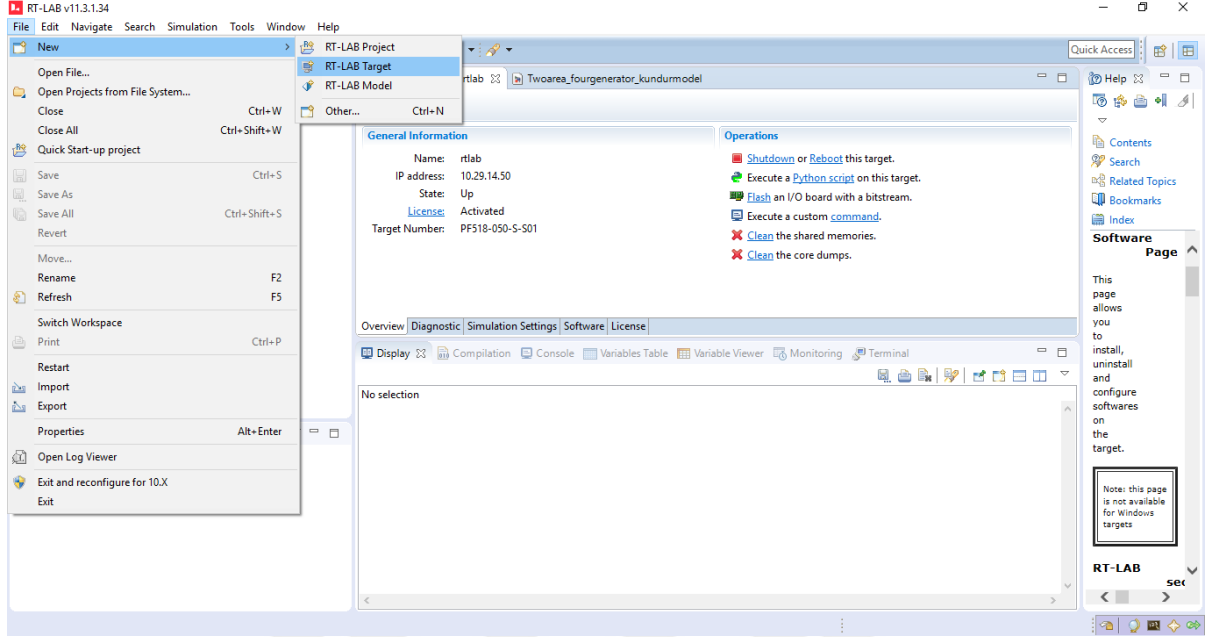 RT-LAB v11.3.1.34
File Edit Navigate Search Simulation Tools Window Help
New
RT-LAB Project
RT-LAB Target
RT-LAB Model
Other... Ctrl+N
Open File...
Open Projects from File System...
Close Ctrl+W
Close All Ctrl+Shift+W
Quick Start-up project
Save Ctrl+S
Save As
Save All Ctrl+Shift+S
Revert
Move...
Rename F2
Refresh F5
Switch Workspace
Print Ctrl+P
Restart
Import
Export
Properties Alt+Enter
Open Log Viewer
Exit and reconfigure for 10.X
Exit
Quick Access
rtlab Twoarea_fourgenerator_kundurmodel
General Information
Name: rtlab
IP address: 10.29.14.50
State: Up
License: Activated
Target Number: PF518-050-S-S01
Operations
Shutdown or Reboot this target.
Execute a Python script on this target.
Flash an I/O board with a bitstream.
Execute a custom command.
Clean the shared memories.
Clean the core dumps.
Overview Diagnostic Simulation Settings Software License
Display Compilation Console Variables Table Variable Viewer Monitoring Terminal
No selection
Help
Contents
Search
Related Topics
Bookmarks
Index
Software
Page
This
page
allows
you
to
install,
uninstall
and
configure
softwares
on
the
target.
Note: this page
is not available
for Windows
targets
RT-LAB
sec